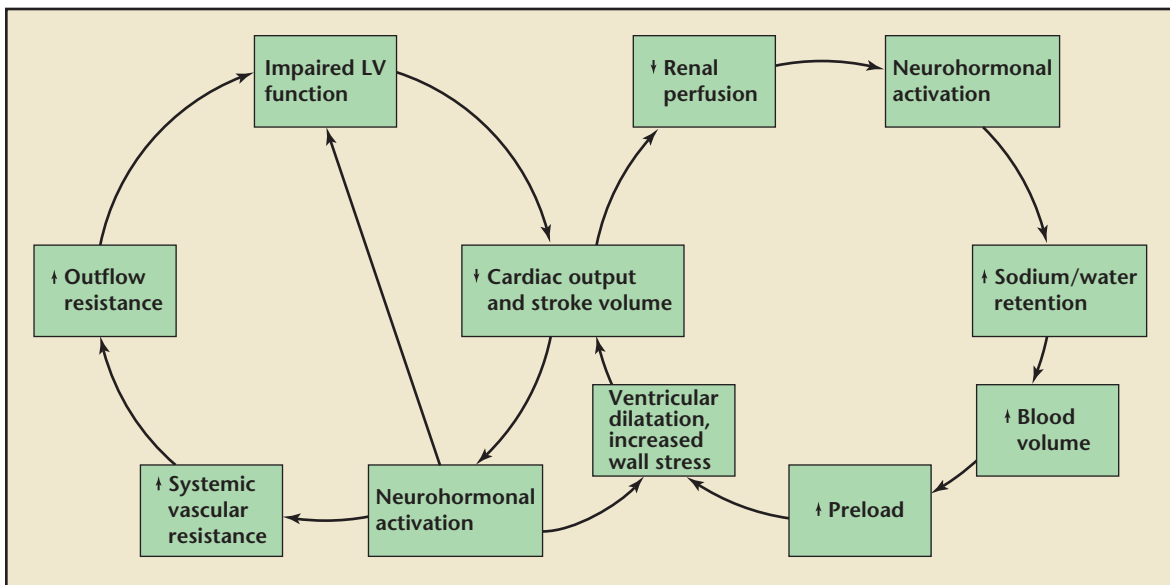 Impaired LV
function
↓ Renal
perfusion
Neurohormonal
activation
↑ Outflow
resistance
↓ Cardiac output
and stroke volume
↑ Sodium/water
retention
Ventricular
dilatation,
increased
wall stress
↑ Blood
volume
↑ Systemic
vascular
resistance
Neurohormonal
activation
↑ Preload